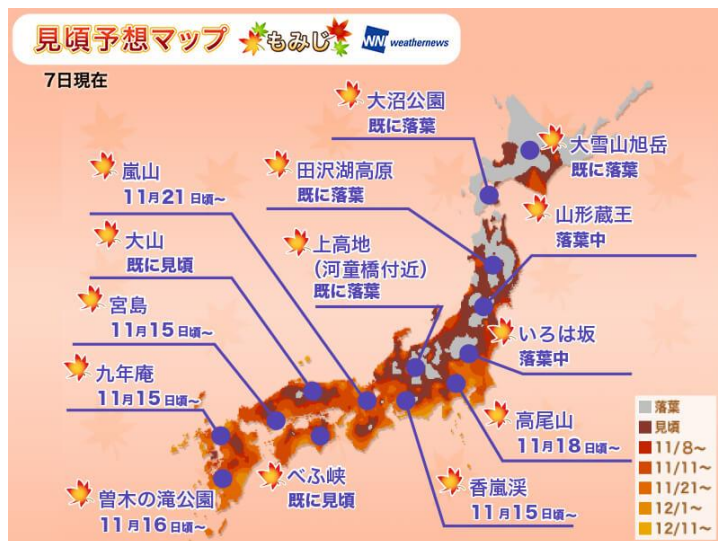 見頃予想マップ もみじ WN weathernews
7日現在
大沼公園
既に落葉
大雪山旭岳
既に落葉
嵐山
11月21日頃～
田沢湖高原
既に落葉
山形蔵王
落葉中
大山
既に見頃
上高地
（河童橋付近）
既に落葉
宮島
11月15日頃～
いろは坂
落葉中
九年庵
11月15日頃～
高尾山
11月18日頃～
べふ峡
既に見頃
香嵐渓
11月15日頃～
曽木の滝公園
11月16日頃～
落葉
見頃
11/8～
11/11～
11/21～
12/1～
12/11～